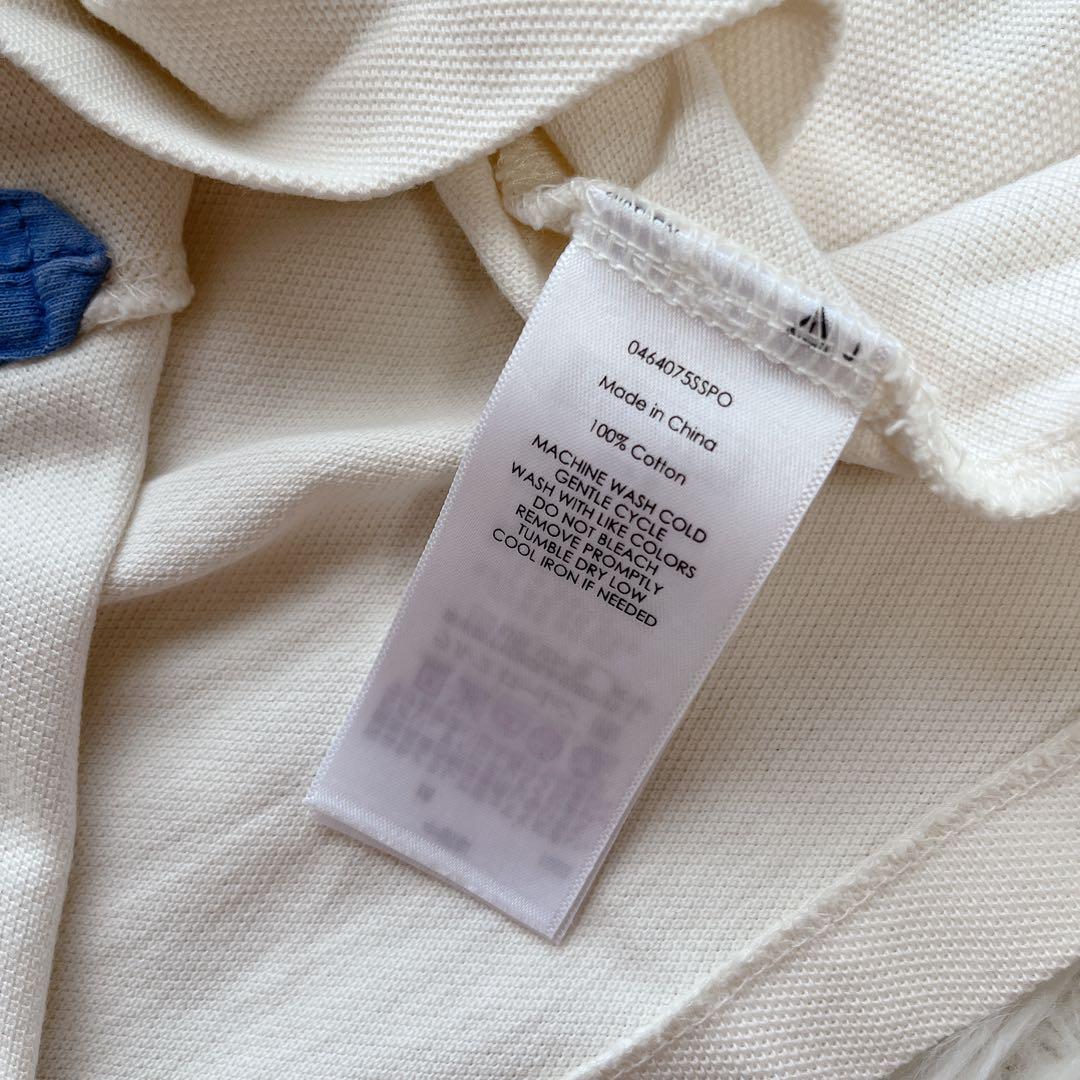 0464075SSPO
Made in China
100% Cotton
MACHINE WASH COLD
GENTLE CYCLE
WASH WITH LIKE COLORS
DO NOT BLEACH
REMOVE PROMPTLY
TUMBLE DRY LOW
COOL IRON IF NEEDED